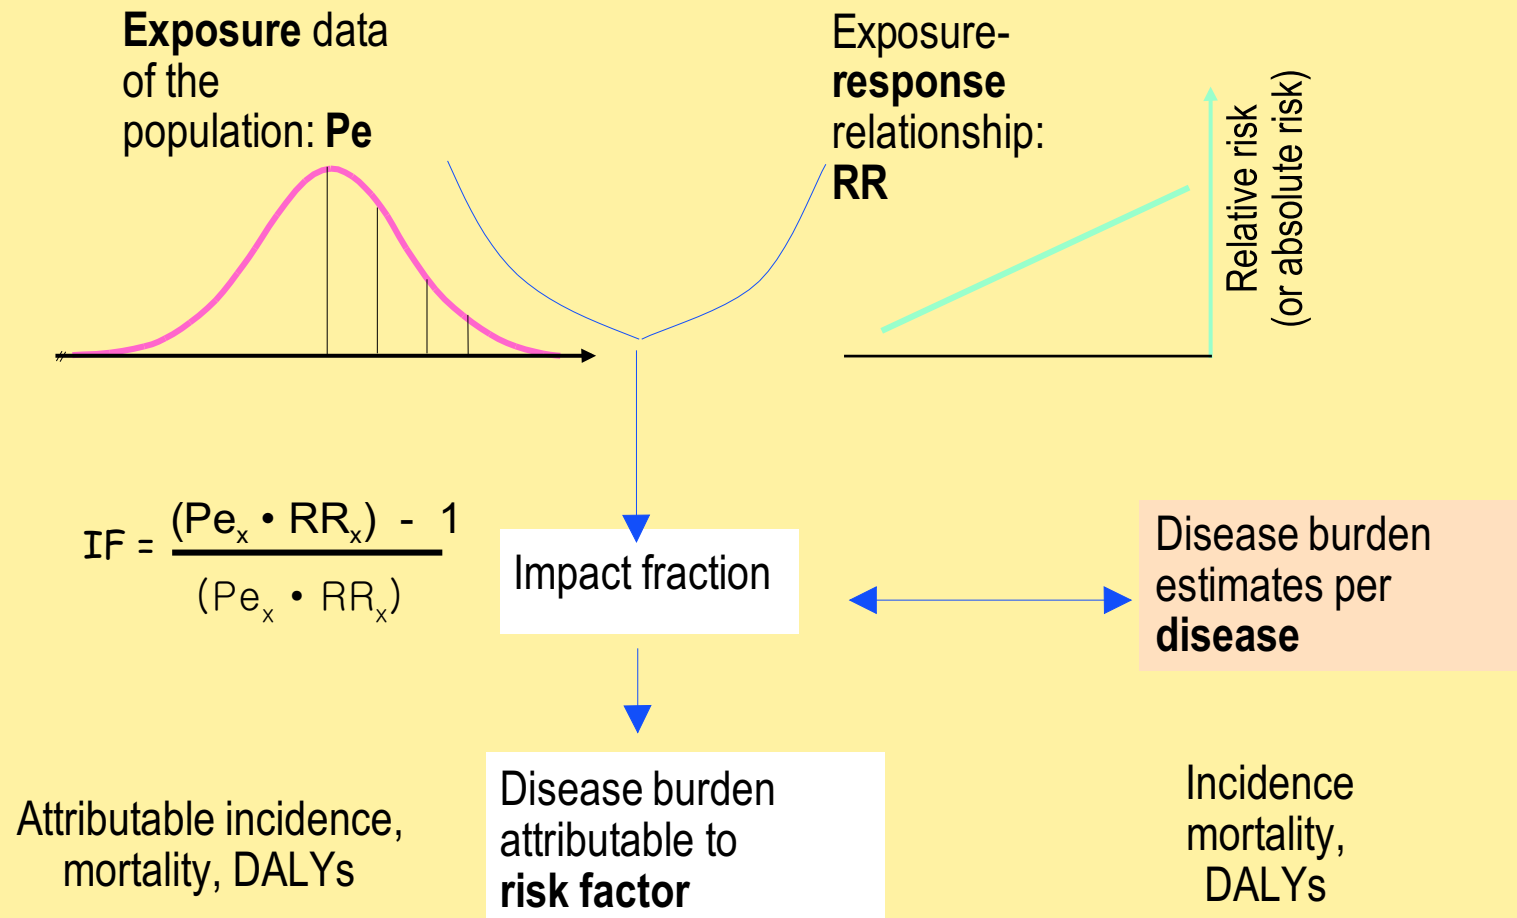 Exposure data
of the
population: Pe
Exposure-
response
relationship:
RR
Relative risk
(or absolute risk)
IF = (Peₓ • RRₓ) - 1
(Peₓ • RRₓ)
Impact fraction
Disease burden
estimates per
disease
Attributable incidence,
mortality, DALYs
Disease burden
attributable to
risk factor
Incidence
mortality,
DALYs